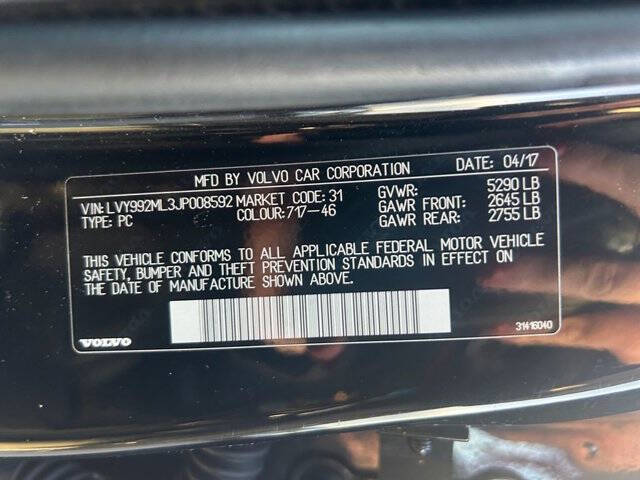 MFD BY VOLVO CAR CORPORATION DATE: 04/17
VIN:LVY992ML3JP008592 MARKET CODE: 31 GVWR: 5290 LB
TYPE: PC COLOUR:717-46 GAWR FRONT: 2645 LB
GAWR REAR: 2755 LB
THIS VEHICLE CONFORMS TO ALL APPLICABLE FEDERAL MOTOR VEHICLE
SAFETY, BUMPER AND THEFT PREVENTION STANDARDS IN EFFECT ON
THE DATE OF MANUFACTURE SHOWN ABOVE.
VOLVO 31416040